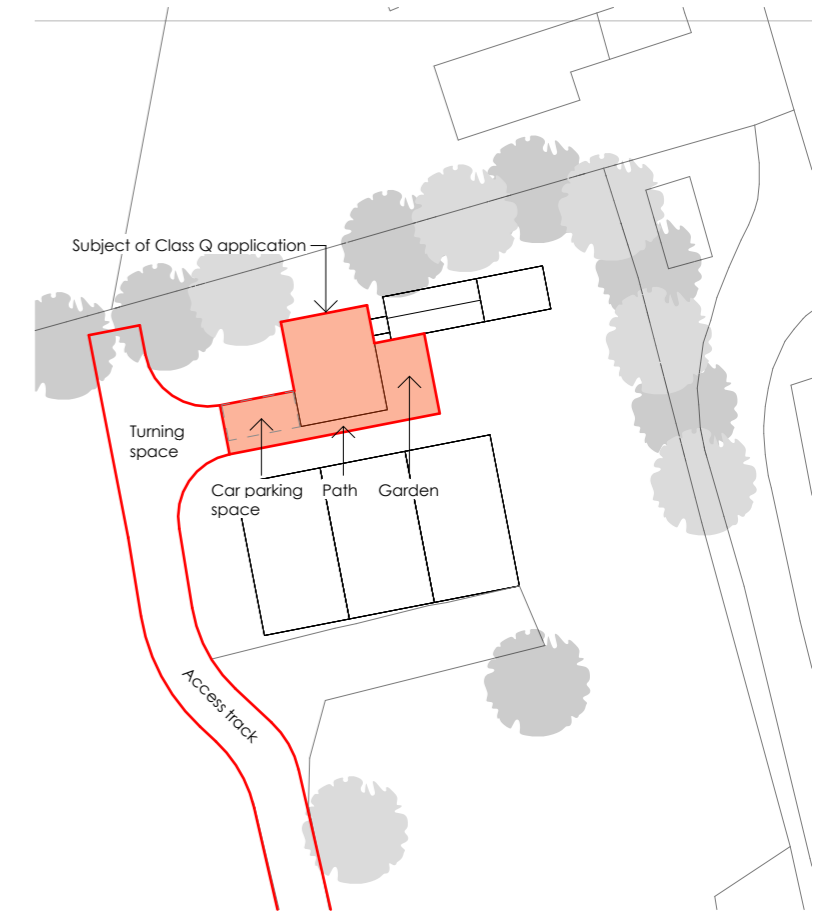 Subject of Class Q application
Turning
space
Car parking
space
Path
Garden
Access track